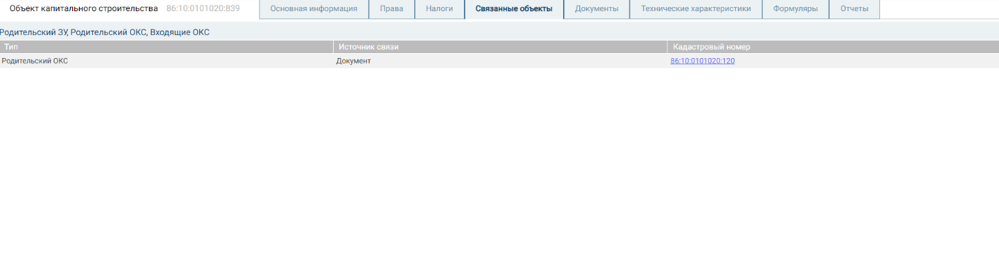 Объект капитального строительства 86:10:0101020:839 Основная информация Права Налоги Связанные объекты Документы Технические характеристики Формуляры Отчеты
Родительский ЗУ, Родительский ОКС, Входящие ОКС
Тип Источник связи Кадастровый номер
Родительский ОКС Документ 86:10:0101020:120